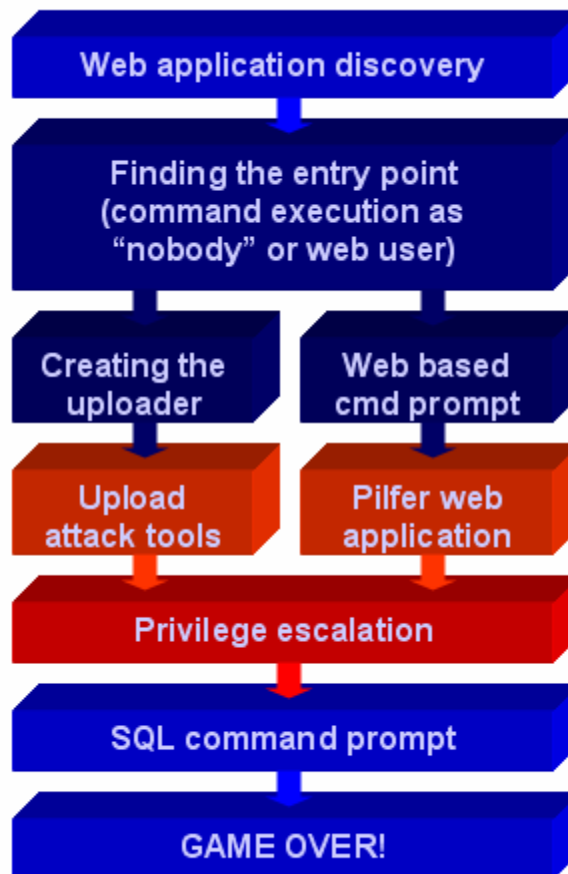 Web application discovery
Finding the entry point
(command execution as
“nobody” or web user)
Creating the
uploader
Web based
cmd prompt
Upload
attack tools
Pilfer web
application
Privilege escalation
SQL command prompt
GAME OVER!